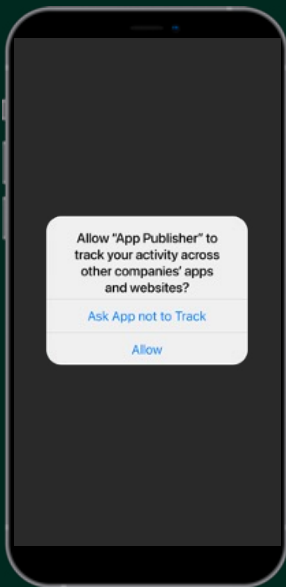 Allow "App Publisher" to
track your activity across
other companies' apps
and websites?
Ask App not to Track
Allow